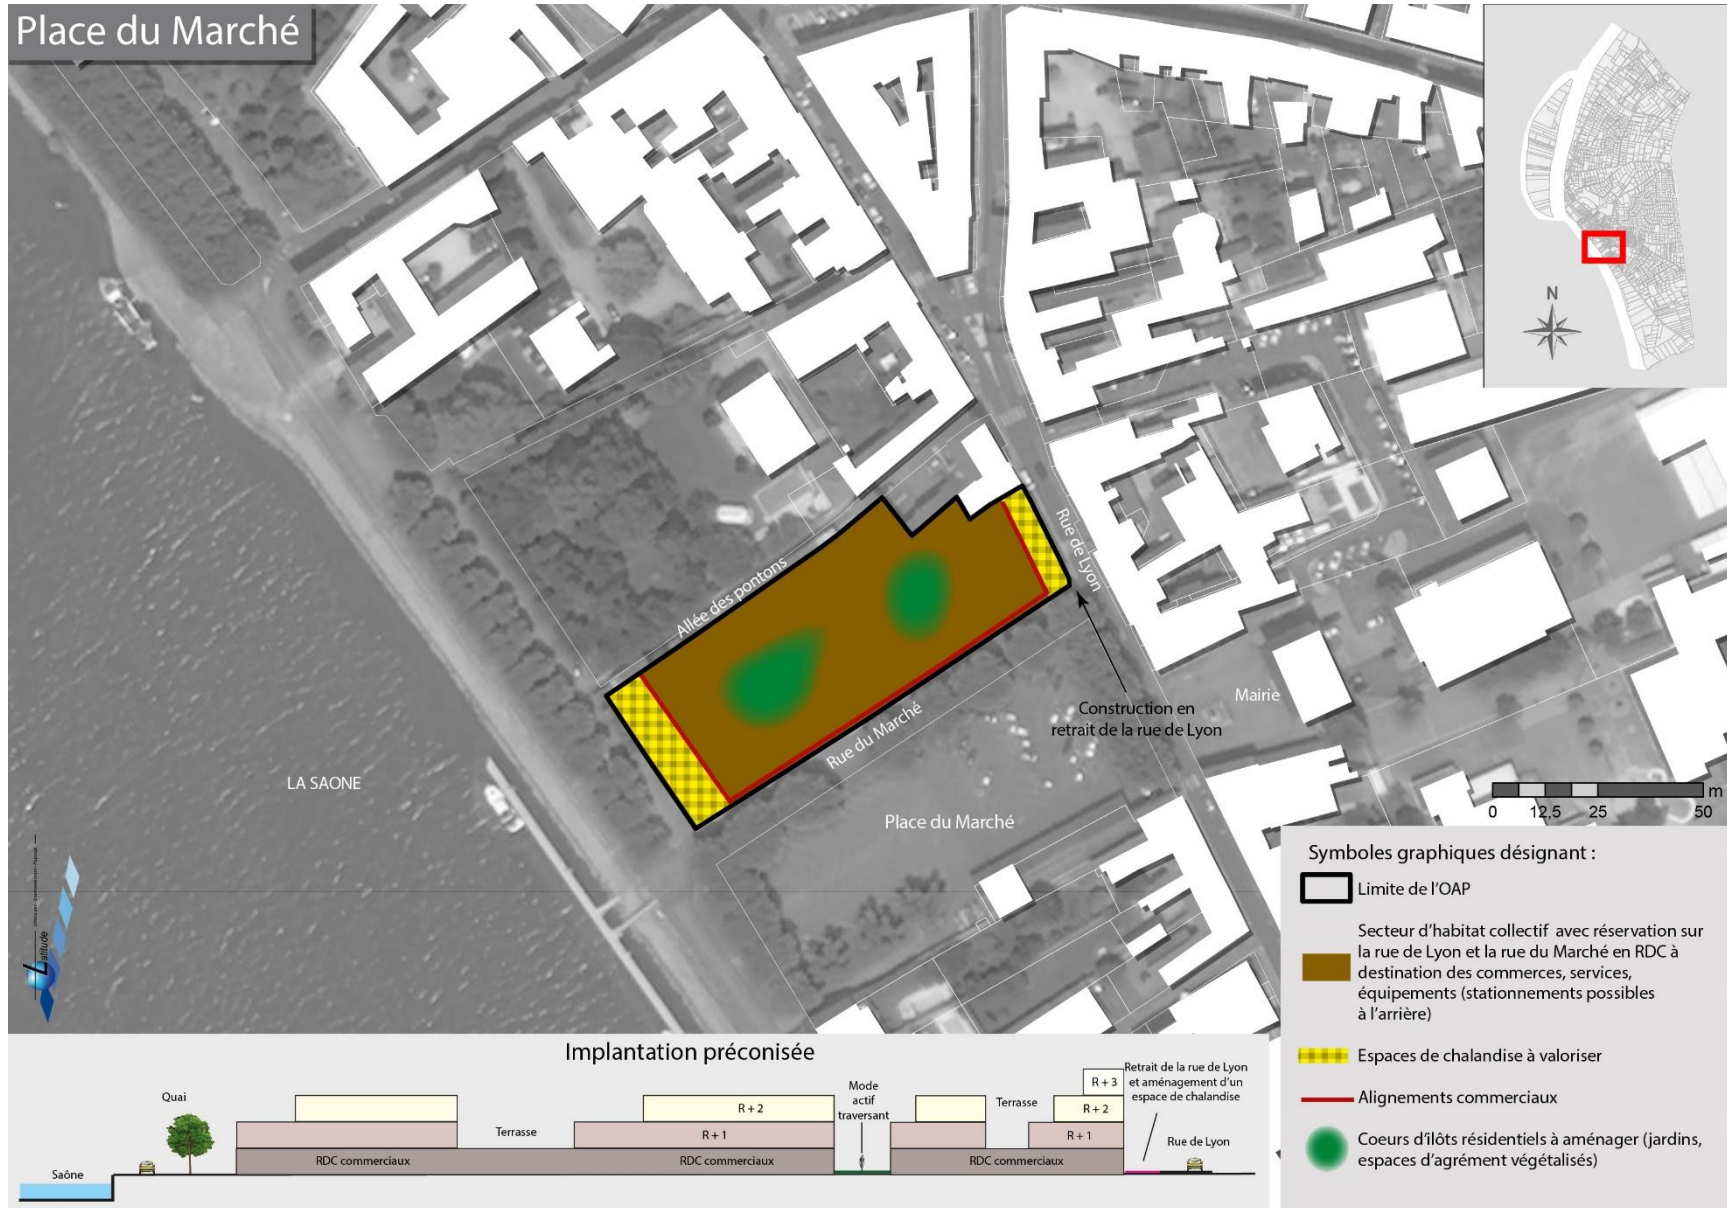 Place du Marché
N
Rue de Lyon
Allée des pontons
Construction en
retrait de la rue de Lyon
Mairie
Rue du Marché
LA SAONE
Place du Marché
m
0 12,5 25 50
Symboles graphiques désignant :
Limite de l'OAP
Secteur d'habitat collectif avec réservation sur
la rue de Lyon et la rue du Marché en RDC à
destination des commerces, services,
équipements (stationnements possibles
à l'arrière)
Espaces de chalandise à valoriser
Alignements commerciaux
Coeurs d'ilôts résidentiels à aménager (jardins,
espaces d'agrément végétalisés)
Latitude
Implantation préconisée
Quai
Saône
Terrasse
RDC commerciaux
R + 2
R + 1
RDC commerciaux
Mode
actif
traversant
Terrasse
R + 3
R + 2
R + 1
RDC commerciaux
Retrait de la rue de Lyon
et aménagement d'un
espace de chalandise
Rue de Lyon